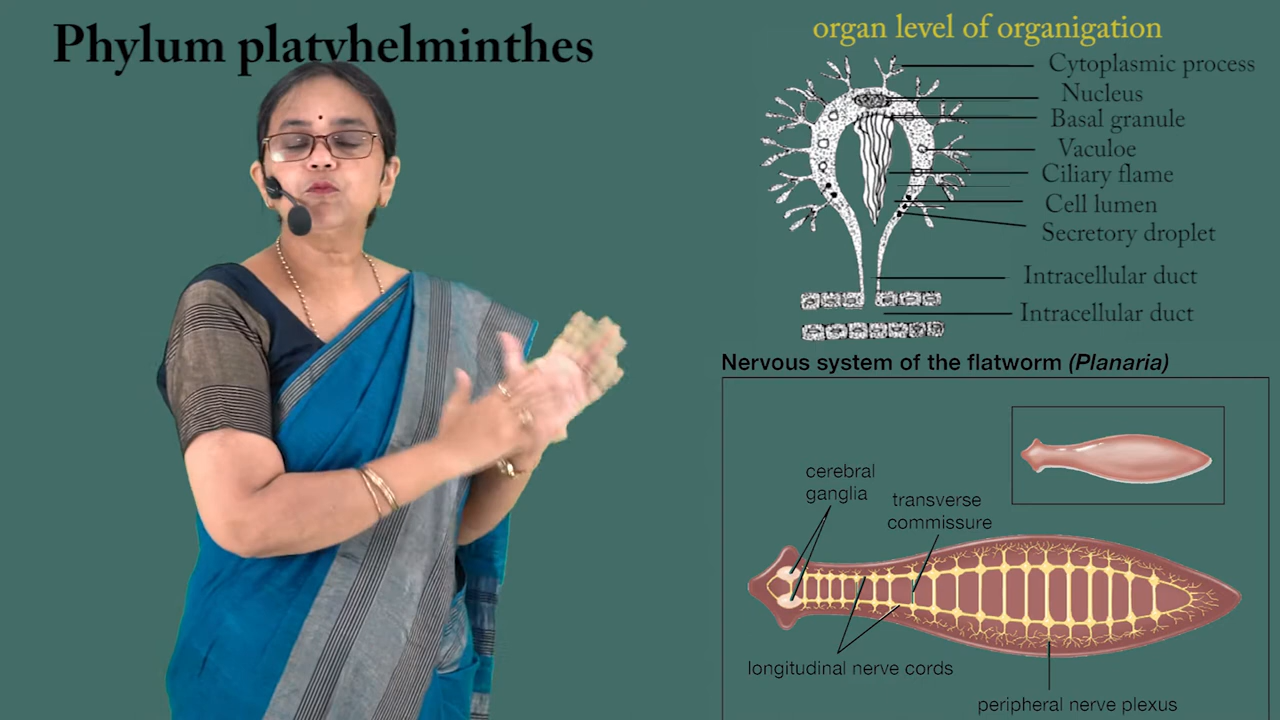 Phylum platyhelminthes
organ level of organigation
Cytoplasmic process
Nucleus
Basal granule
Vaculoe
Ciliary flame
Cell lumen
Secretory droplet
Intracellular duct
Intracellular duct
Nervous system of the flatworm (Planaria)
cerebral
ganglia
transverse
commissure
longitudinal nerve cords
peripheral nerve plexus